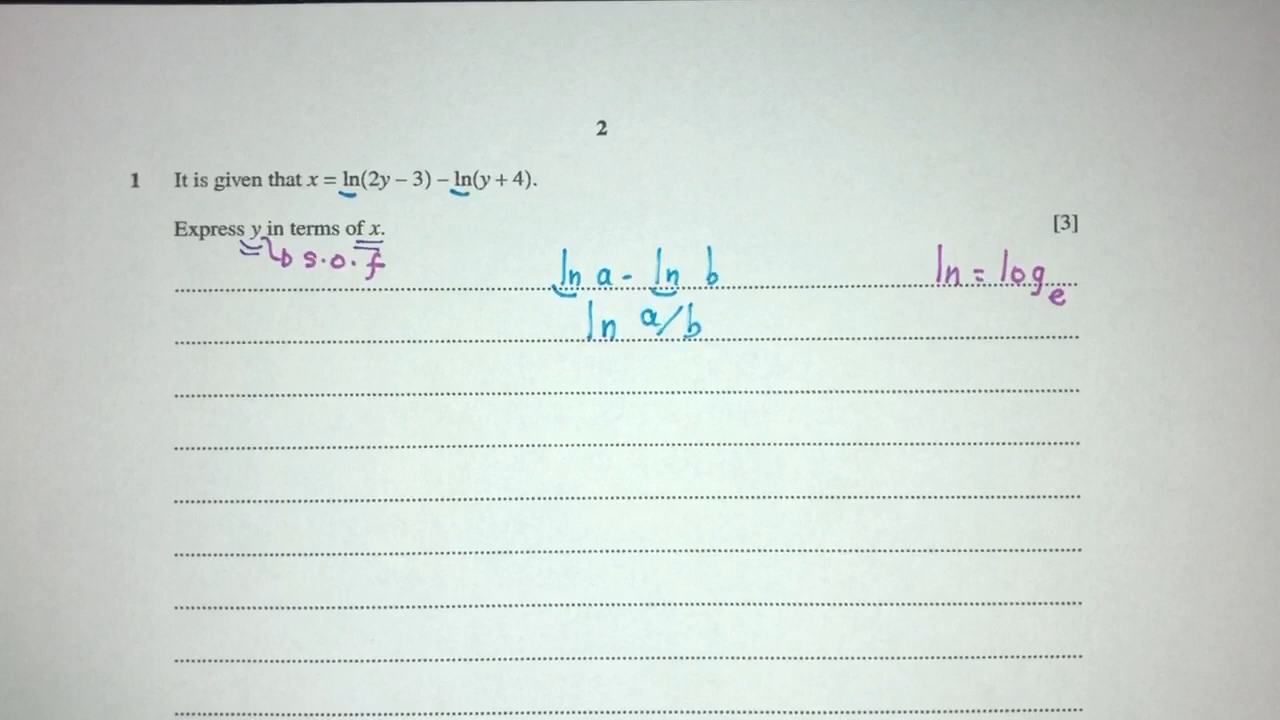 2
1 It is given that x = ln(2y – 3) – ln(y + 4).
Express y in terms of x. [3]
s.o.f
ln a - ln b
ln = logₑ
ln a/b